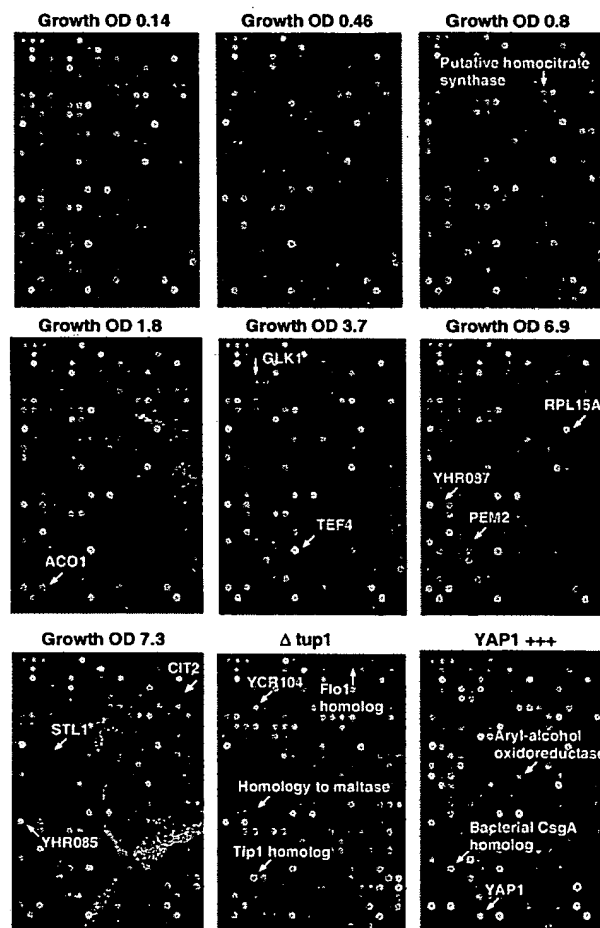 Growth OD 0.14
Growth OD 0.46
Growth OD 0.8
Putative homocitrate
synthase
Growth OD 1.8
Growth OD 3.7
Growth OD 6.9
GLK1
RPL15A
YHR087
PEM2
TEF4
ACO1
Growth OD 7.3
Δ tup1
YAP1 +++
CIT2
YCR104
Flo1
homolog
STL1
Aryl-alcohol
oxidoreductase
Homology to maltase
Bacterial CsgA
homolog
YHR085
Tip1 homolog
YAP1